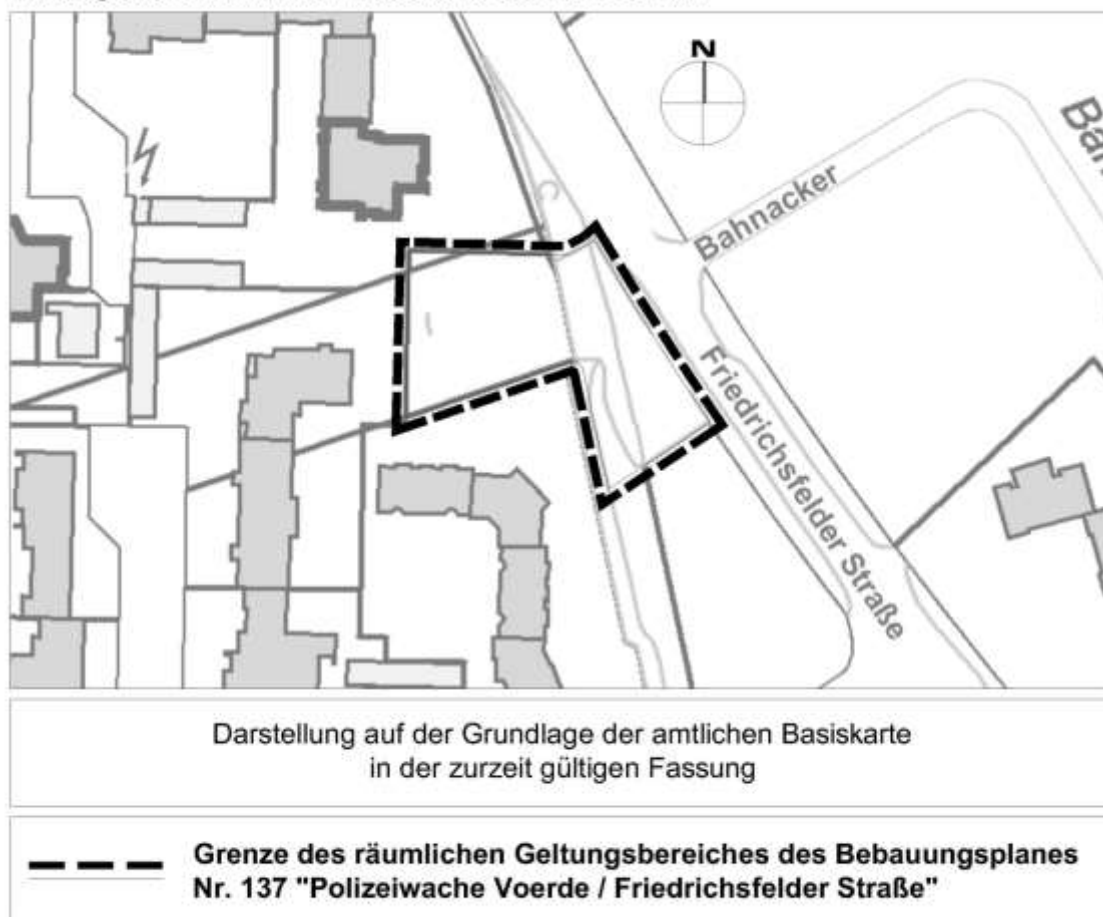 N
Bahnacker
Friedrichsfelder Straße
Darstellung auf der Grundlage der amtlichen Basiskarte
in der zurzeit gültigen Fassung
Grenze des räumlichen Geltungsbereiches des Bebauungsplanes
Nr. 137 "Polizeiwache Voerde / Friedrichsfelder Straße"